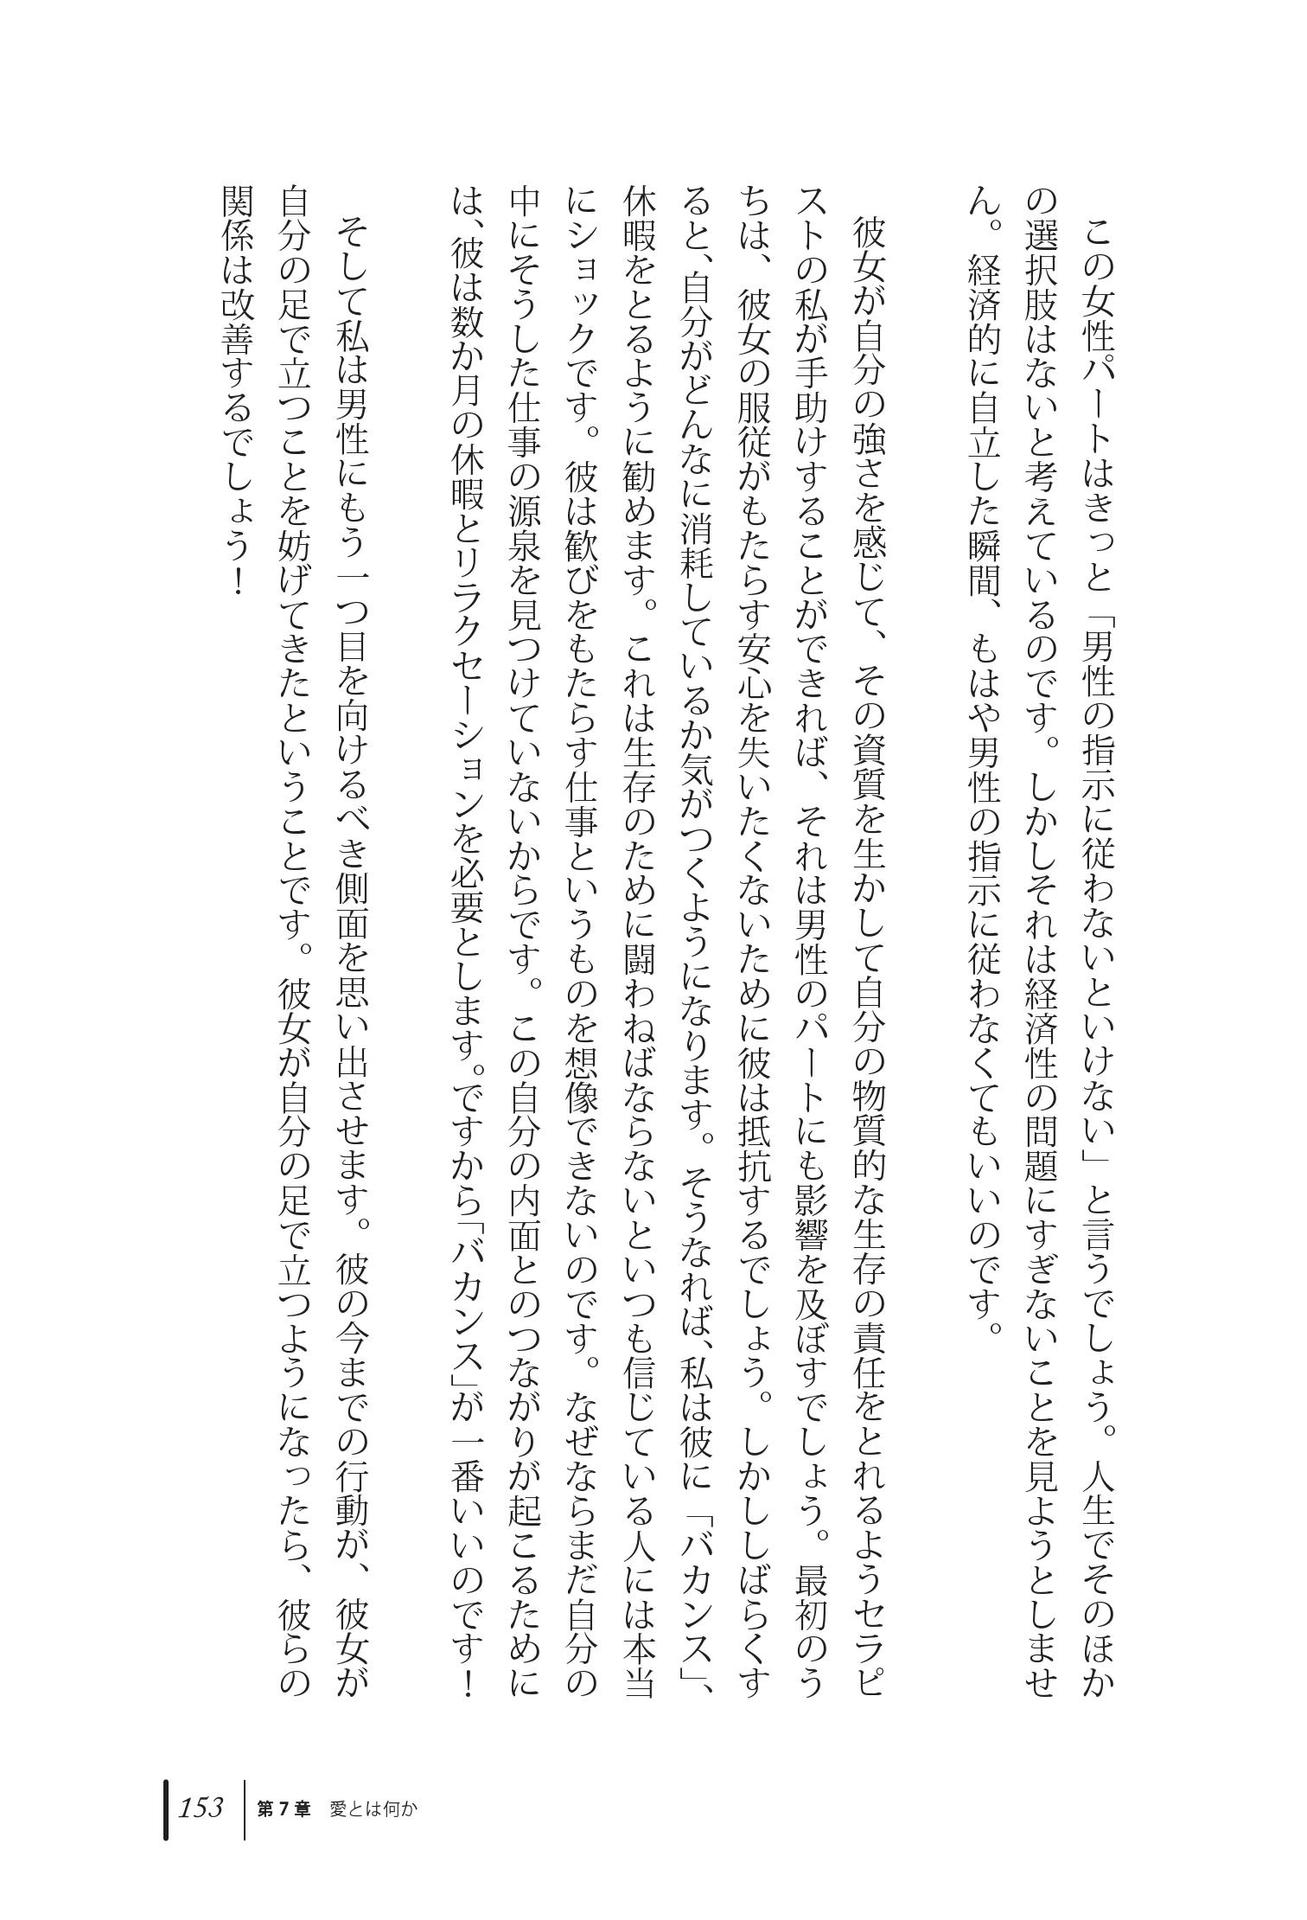 この女性パートはきっと「男性の指示に従わないといけない」と言うでしょう。人生でそのほか
の選択肢はないと考えているのです。しかしそれは経済性の問題にすぎないことを見ようとしませ
ん。経済的に自立した瞬間、もはや男性の指示に従わなくてもいいのです。
彼女が自分の強さを感じて、その資質を生かして自分の物質的な生存の責任をとれるようセラピ
ストの私が手助けすることができれば、それは男性のパートにも影響を及ぼすでしょう。最初のう
ちは、彼女の服従がもたらす安心を失いたくないために彼は抵抗するでしょう。しかししばらくす
ると、自分がどんなに消耗しているか気がつくようになります。そうなれば、私は彼に「バカンス」、
休暇をとるように勧めます。これは生存のために闘わねばならないといつも信じている人には本当
にショックです。彼は歓びをもたらす仕事というものを想像できないのです。なぜならまだ自分の
中にそうした仕事の源泉を見つけていないからです。この自分の内面とのつながりが起こるために
は、彼は数か月の休暇とリラクセーションを必要とします。ですから「バカンス」が一番いいのです！
そして私は男性にもう一つ目を向けるべき側面を思い出させます。彼の今までの行動が、彼女が
自分の足で立つことを妨げてきたということです。彼女が自分の足で立つようになったら、彼らの
関係は改善するでしょう！
153 第7章 愛とは何か